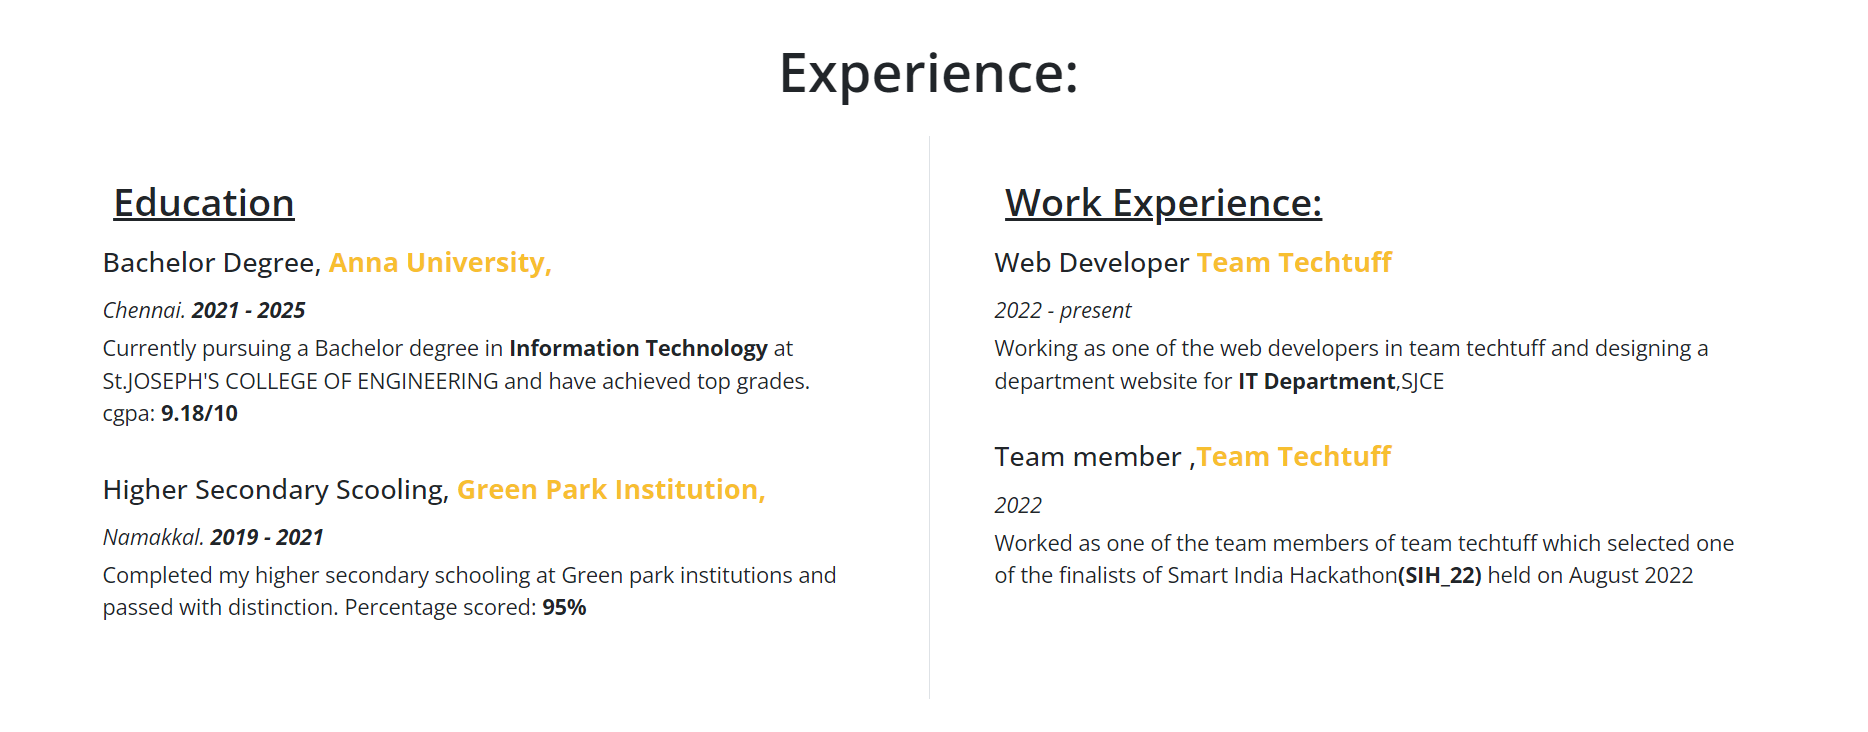 Experience:
Education
Bachelor Degree, Anna University,
Chennai. 2021 - 2025
Currently pursuing a Bachelor degree in Information Technology at
St.JOSEPH'S COLLEGE OF ENGINEERING and have achieved top grades.
cgpa: 9.18/10
Higher Secondary Scooling, Green Park Institution,
Namakkal. 2019 - 2021
Completed my higher secondary schooling at Green park institutions and
passed with distinction. Percentage scored: 95%
Work Experience:
Web Developer Team Techtuff
2022 - present
Working as one of the web developers in team techtuff and designing a
department website for IT Department,SJCE
Team member ,Team Techtuff
2022
Worked as one of the team members of team techtuff which selected one
of the finalists of Smart India Hackathon(SIH_22) held on August 2022